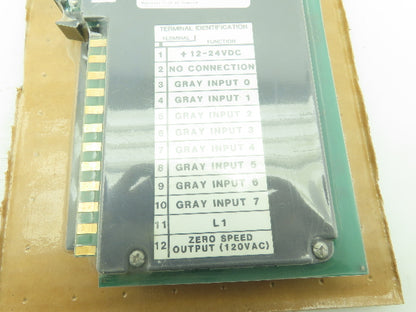 TERMINAL IDENTIFICATION
TERMINAL FUNCTION
1 +12-24VDC
2 NO CONNECTION
3 GRAY INPUT 0
4 GRAY INPUT 1
5 GRAY INPUT 2
6 GRAY INPUT 3
7 GRAY INPUT 4
8 GRAY INPUT 5
9 GRAY INPUT 6
10 GRAY INPUT 7
11 L1
12 ZERO SPEED
OUTPUT (120VAC)